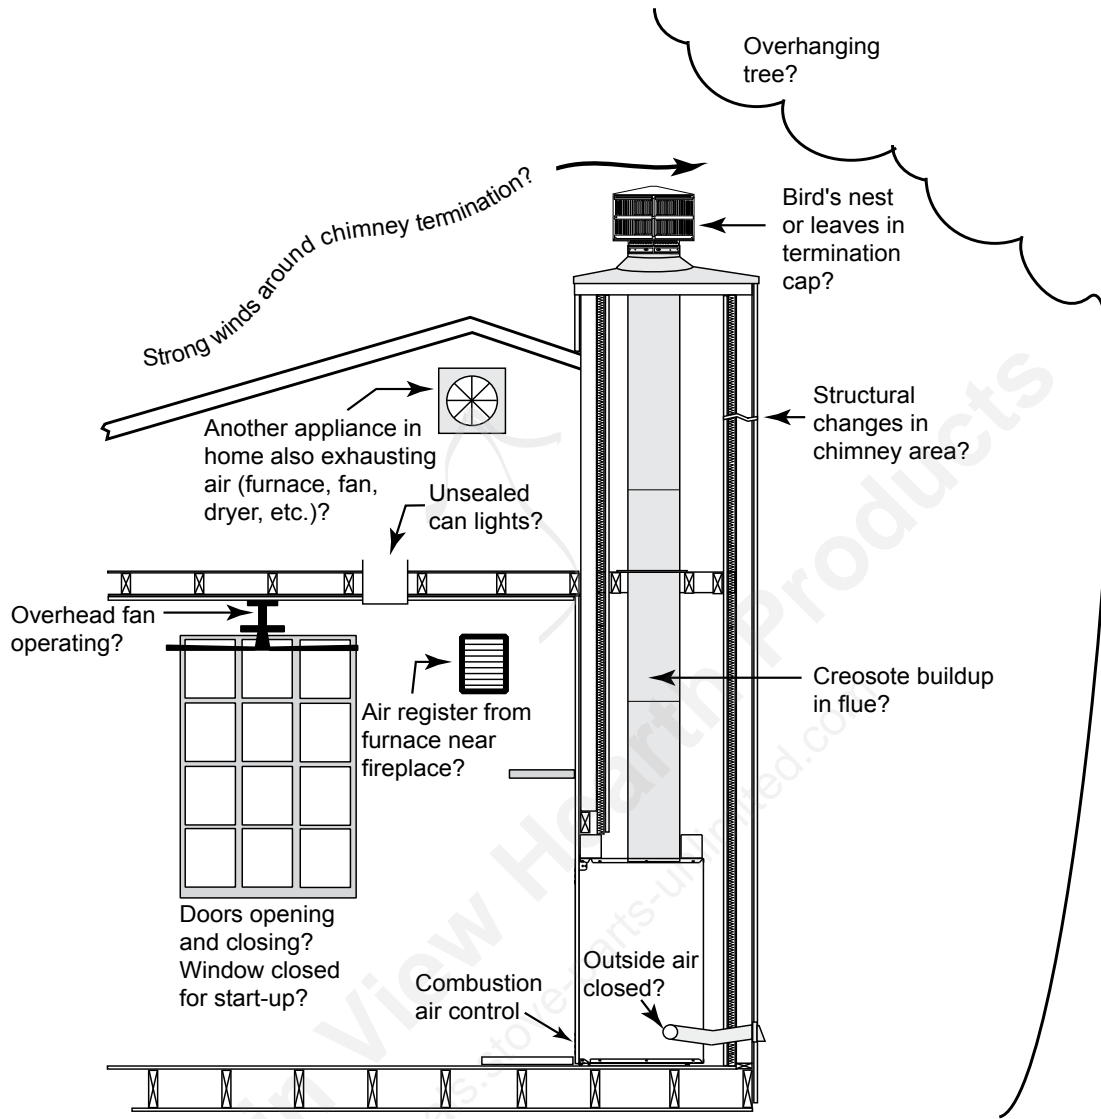 Overhanging
tree?
Strong winds around chimney termination?
Bird's nest
or leaves in
termination
cap?
Another appliance in
home also exhausting
air (furnace, fan,
dryer, etc.)?
Structural
changes in
chimney area?
Unsealed
can lights?
Overhead fan
operating?
Air register from
furnace near
fireplace?
Creosote buildup
in flue?
Doors opening
and closing?
Window closed
for start-up?
Combustion
air control
Outside air
closed?
View Hearth Products